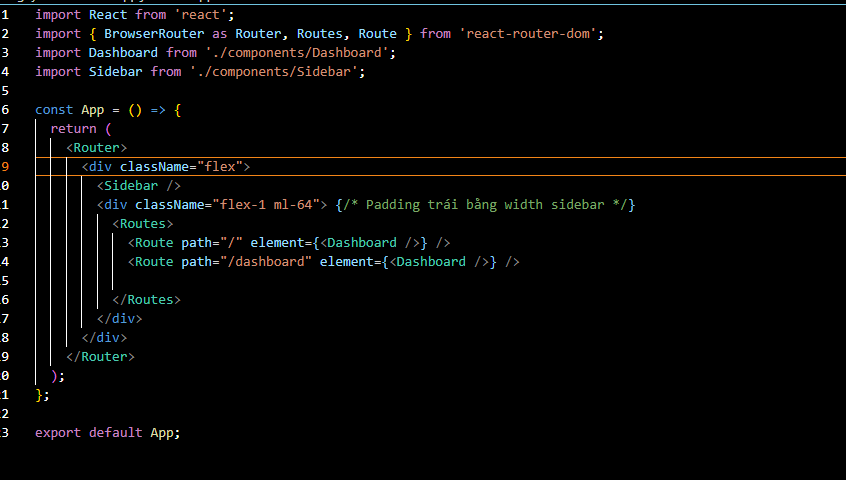 1 import React from 'react';
2 import { BrowserRouter as Router, Routes, Route } from 'react-router-dom';
3 import Dashboard from './components/Dashboard';
4 import Sidebar from './components/Sidebar';
5
6 const App = () => {
7   return (
8     <Router>
9       <div className="flex">
0         <Sidebar />
1         <div className="flex-1 ml-64"> {/* Padding trái bằng width sidebar */}
2           <Routes>
3             <Route path="/" element={<Dashboard />} />
4             <Route path="/dashboard" element={<Dashboard />} />
5
6           </Routes>
7         </div>
8       </div>
9     </Router>
0   );
1 };
2
3 export default App;